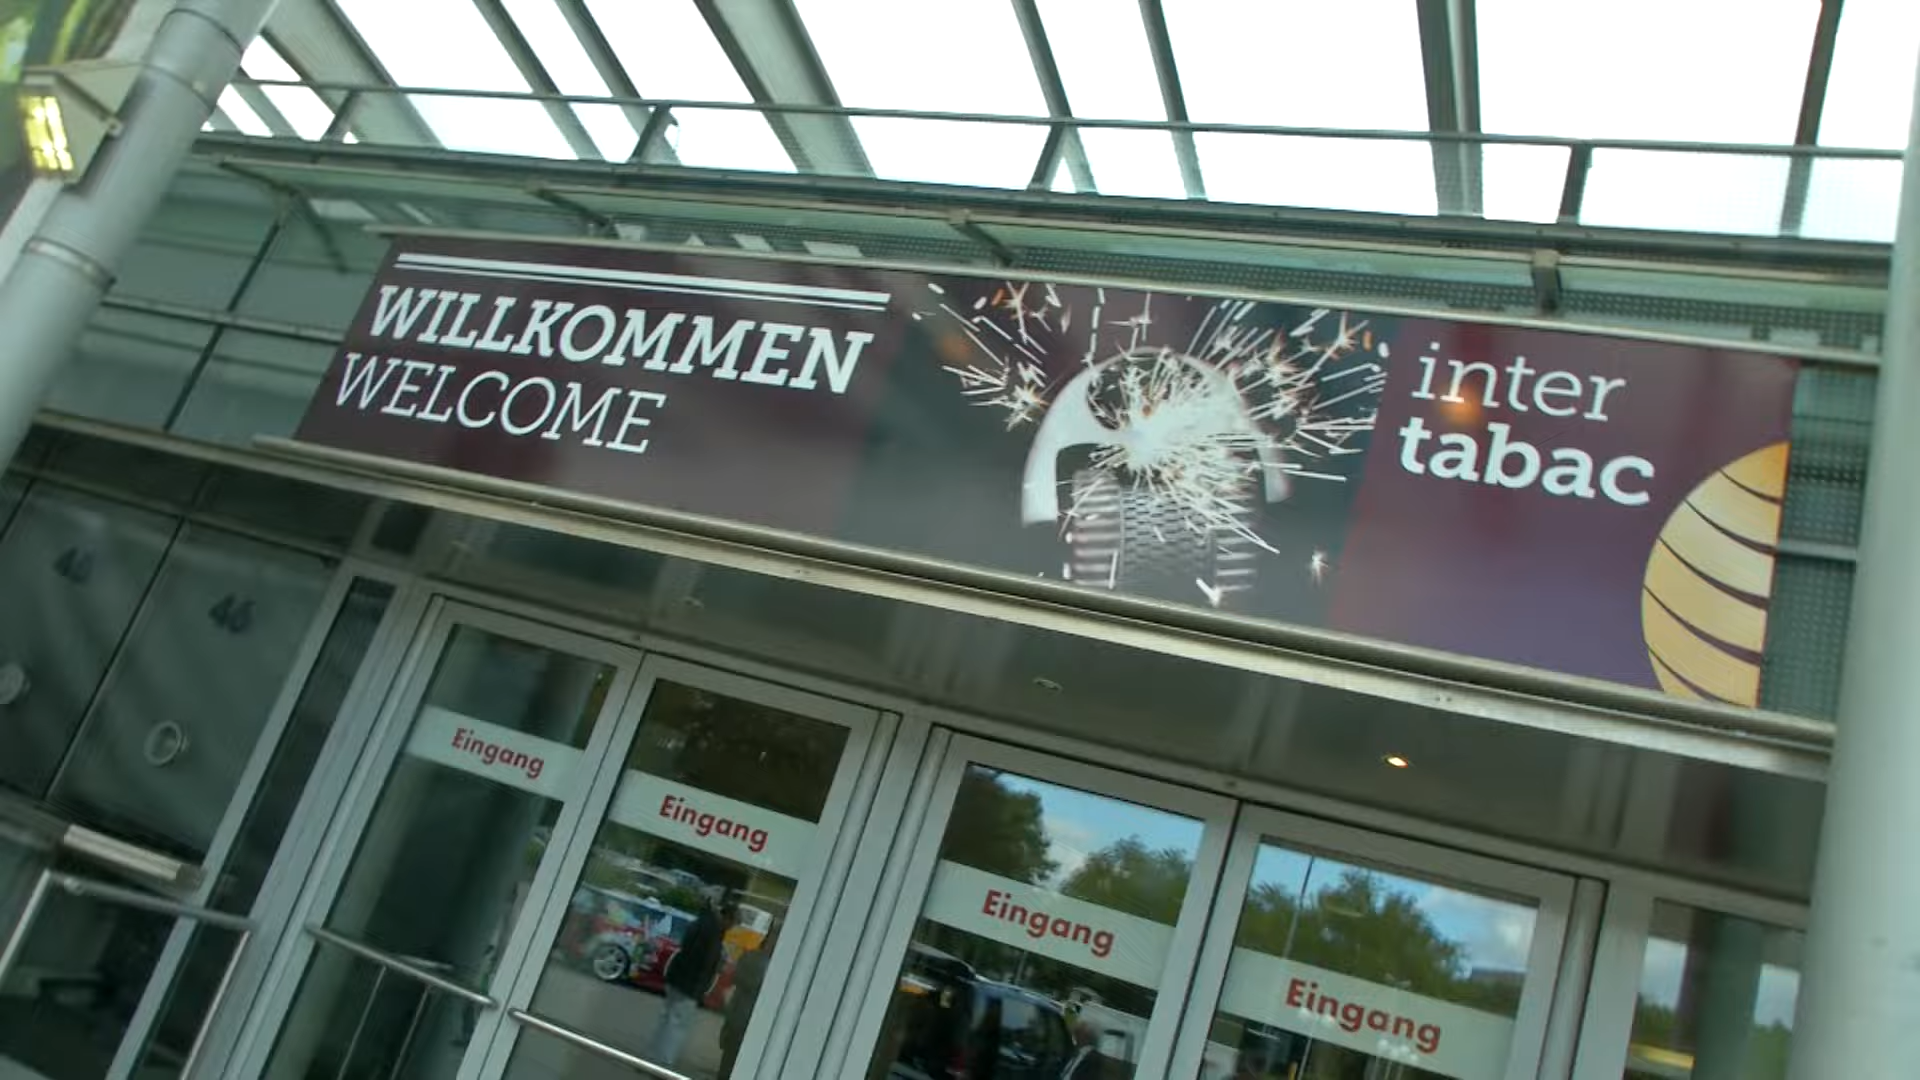 WILLKOMMEN
WELCOME
inter
tabac
46
46
Eingang
Eingang
Eingang
Eingang